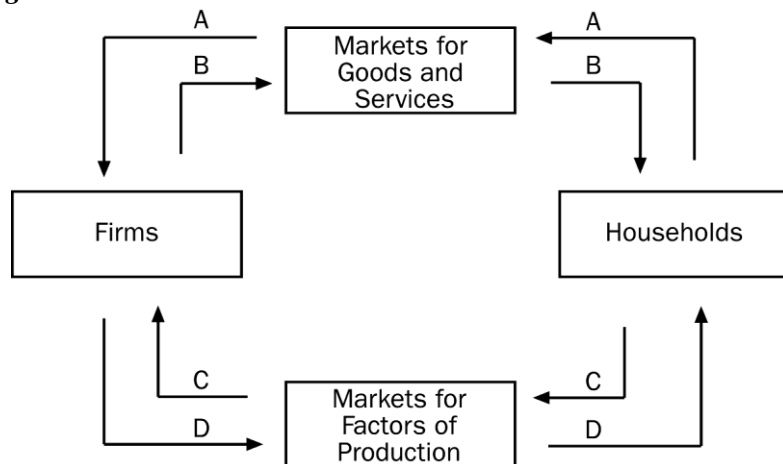 g
A
Markets for
Goods and
Services
A
B
B
Firms
Households
C
Markets for
Factors of
Production
C
D
D